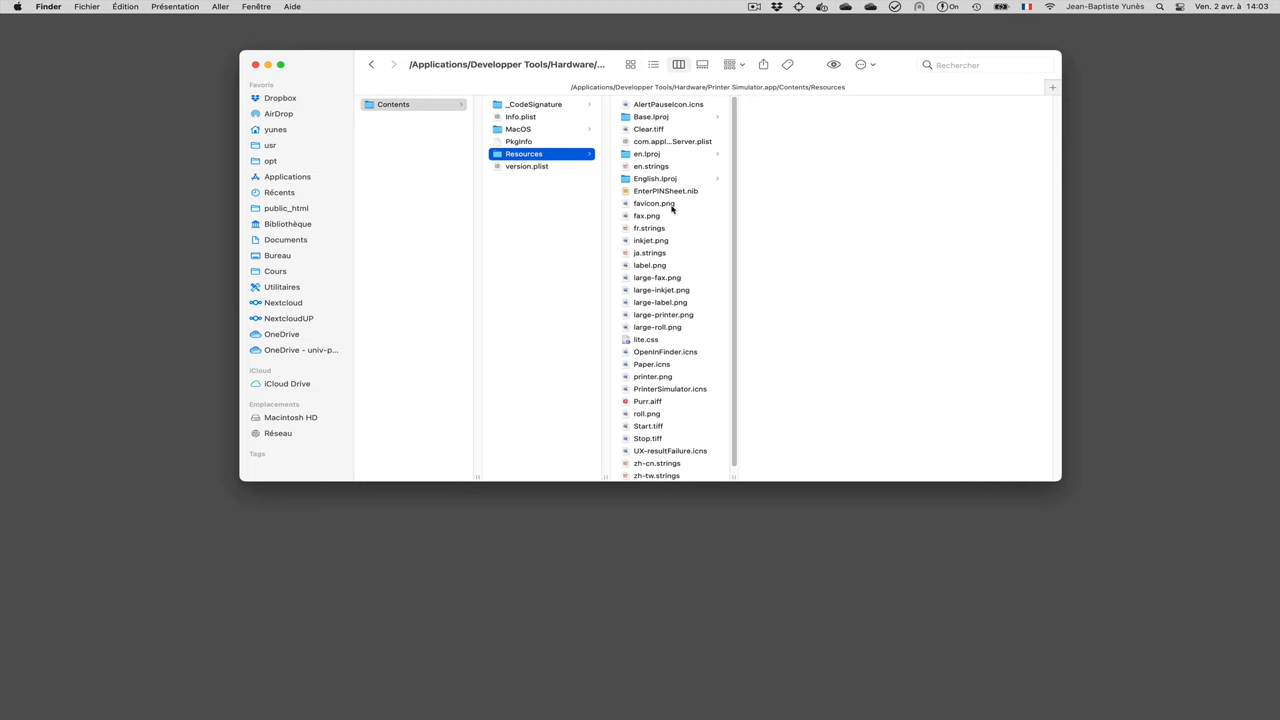 Finder Fichier Édition Présentation Aller Fenêtre Aide On Jean-Baptiste Yunès Ven. 2 avr. à 14:03
/Applications/Developper Tools/Hardware/... Rechercher
/Applications/Developper Tools/Hardware/Printer Simulator.app/Contents/Resources
Favoris
Dropbox
AirDrop
yunes
usr
opt
Applications
Récents
public_html
Bibliothèque
Documents
Bureau
Cours
Utilitaires
Nextcloud
NextcloudUP
OneDrive
OneDrive – univ-p...
iCloud
iCloud Drive
Emplacements
Macintosh HD
Réseau
Tags
Contents
_CodeSignature
Info.plist
MacOS
PkgInfo
Resources
version.plist
AlertPauseIcon.icns
Base.lproj
Clear.tiff
com.appl...Server.plist
en.lproj
en.strings
English.lproj
EnterPINSheet.nib
favicon.png
fax.png
fr.strings
inkjet.png
ja.strings
label.png
large-fax.png
large-inkjet.png
large-label.png
large-printer.png
large-roll.png
lite.css
OpenInFinder.icns
Paper.icns
printer.png
PrinterSimulator.icns
Purr.aiff
roll.png
Start.tiff
Stop.tiff
UX-resultFailure.icns
zh-cn.strings
zh-tw.strings